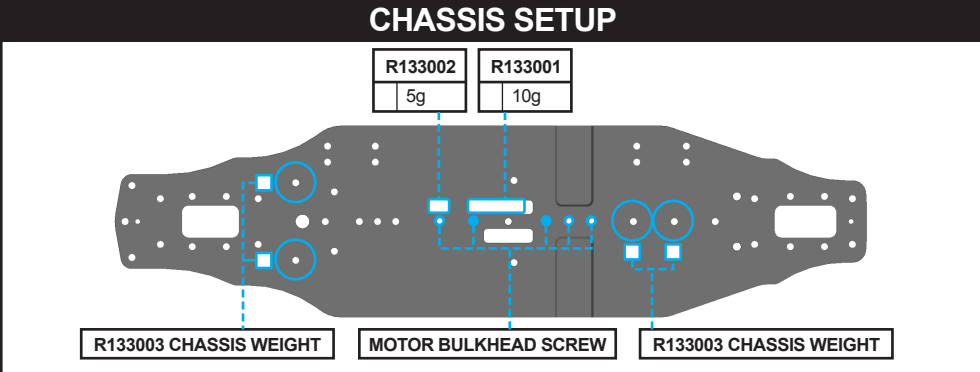 CHASSIS SETUP
R133002 R133001
5g 10g
R133003 CHASSIS WEIGHT MOTOR BULKHEAD SCREW R133003 CHASSIS WEIGHT